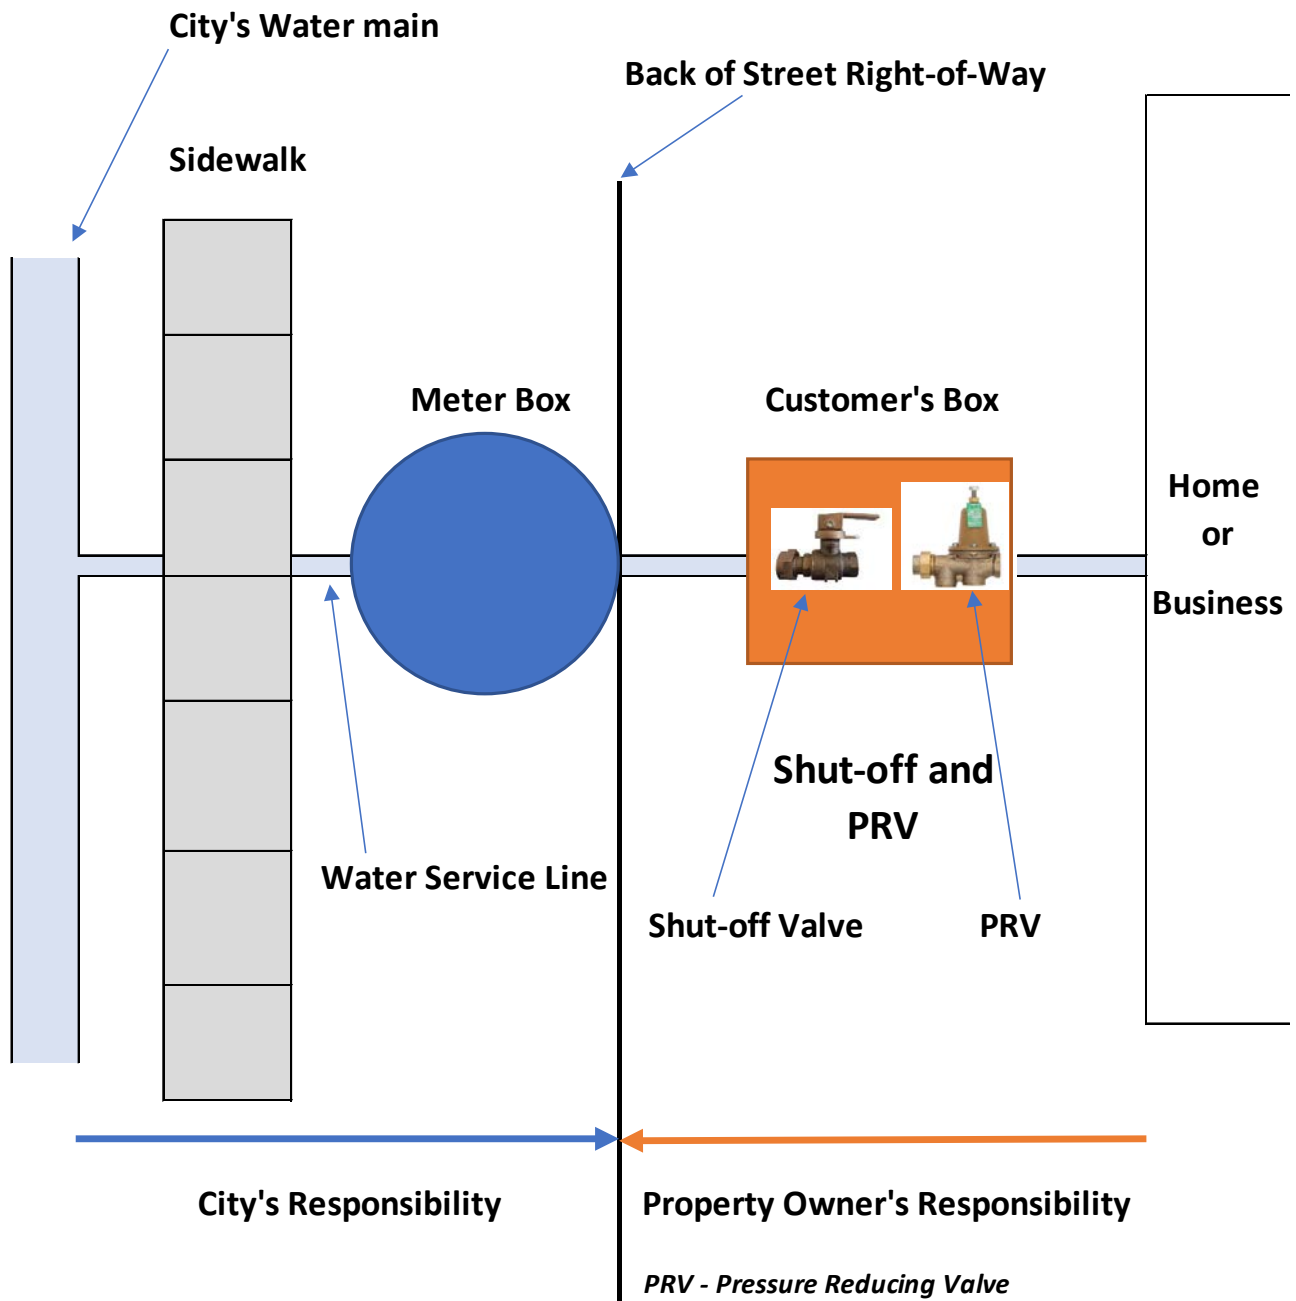 City's Water main
Back of Street Right-of-Way
Sidewalk
Meter Box
Customer's Box
Home
or
Business
Shut-off and
PRV
Water Service Line
Shut-off Valve
PRV
City's Responsibility
Property Owner's Responsibility
PRV - Pressure Reducing Valve